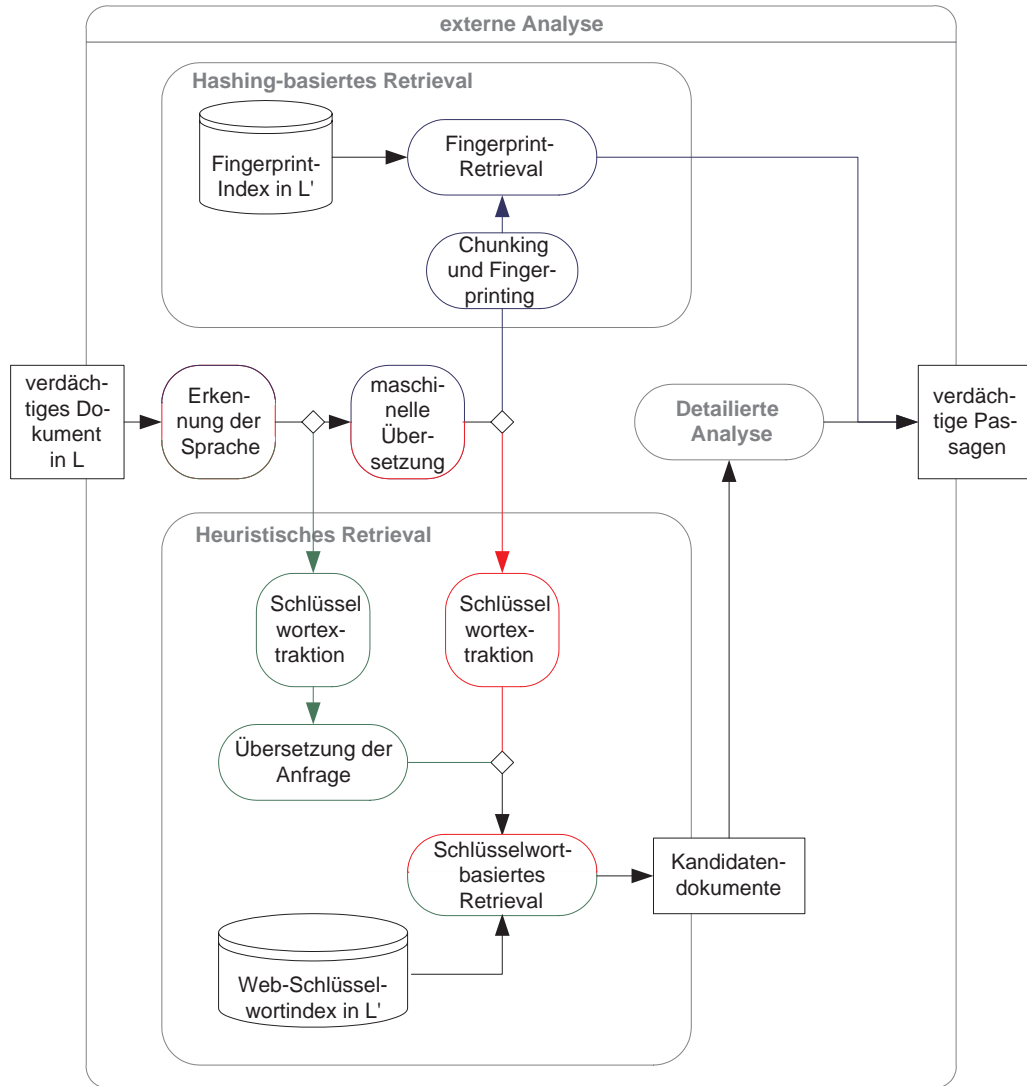 externe Analyse
Hashing-basiertes Retrieval
Fingerprint-
Index in L'
Fingerprint-
Retrieval
Chunking
und Finger-
printing
verdäch-
tiges Do-
kument
in L
Erken-
nung der
Sprache
maschi-
nelle
Über-
setzung
Detailierte
Analyse
verdäch-
tige Pas-
sagen
Heuristisches Retrieval
Schlüssel
wortex-
traktion
Schlüssel
wortex-
traktion
Übersetzung der
Anfrage
Schlüsselwort-
basiertes
Retrieval
Kandidaten-
dokumente
Web-Schlüssel-
wortindex in L'